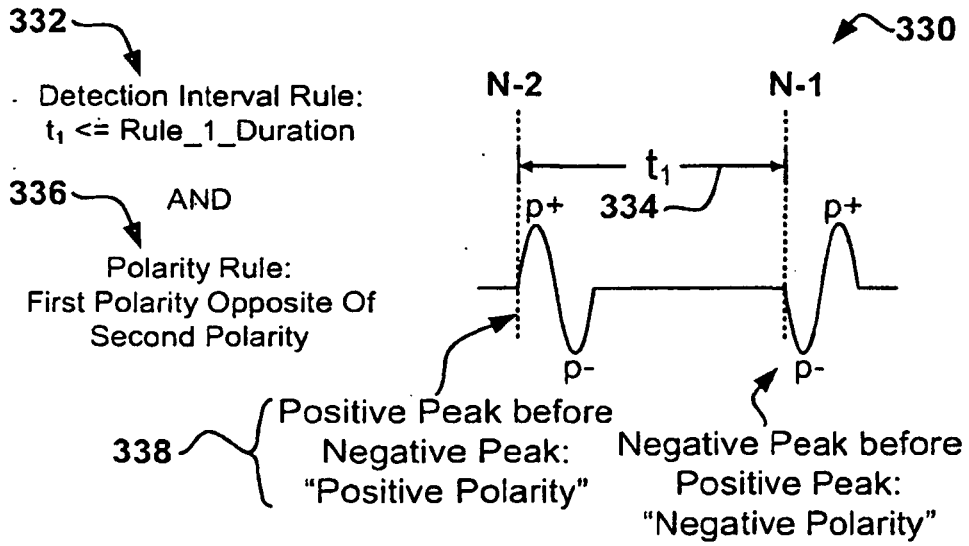 332
330
Detection Interval Rule:
t₁ <= Rule_1_Duration
336
AND
Polarity Rule:
First Polarity Opposite Of
Second Polarity
N-2
N-1
t₁
334
p+
p-
p+
p-
338
Positive Peak before
Negative Peak:
“Positive Polarity”
Negative Peak before
Positive Peak:
“Negative Polarity”